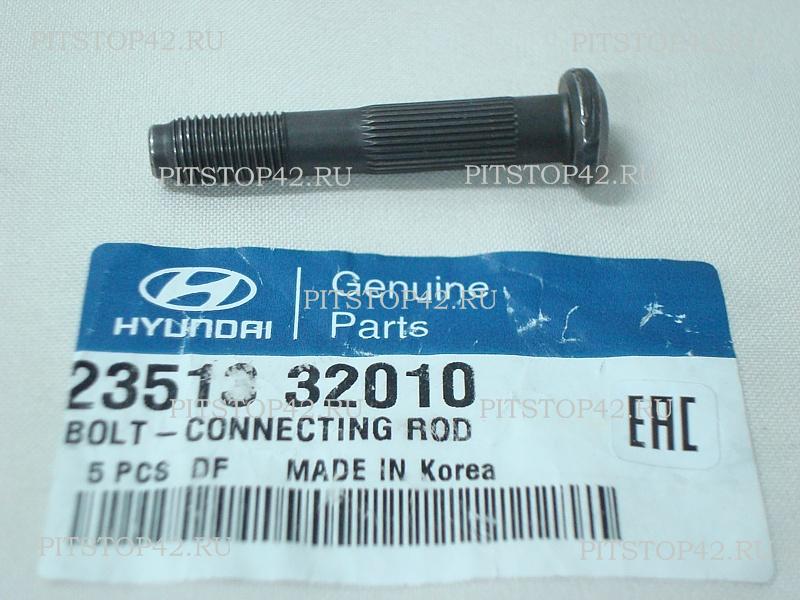 PITSTOP42.RU PITSTOP42.RU
PITSTOP42.RU PITSTOP42.RU
HYUNDAI
Genuine
Parts
PITSTOP42.RU
23513 32010
PITSTOP42.RU PITSTOP42.RU
BOLT - CONNECTING ROD
EAC
5 PCS DF MADE IN Korea
PITSTOP42.RU PITSTOP42.RU